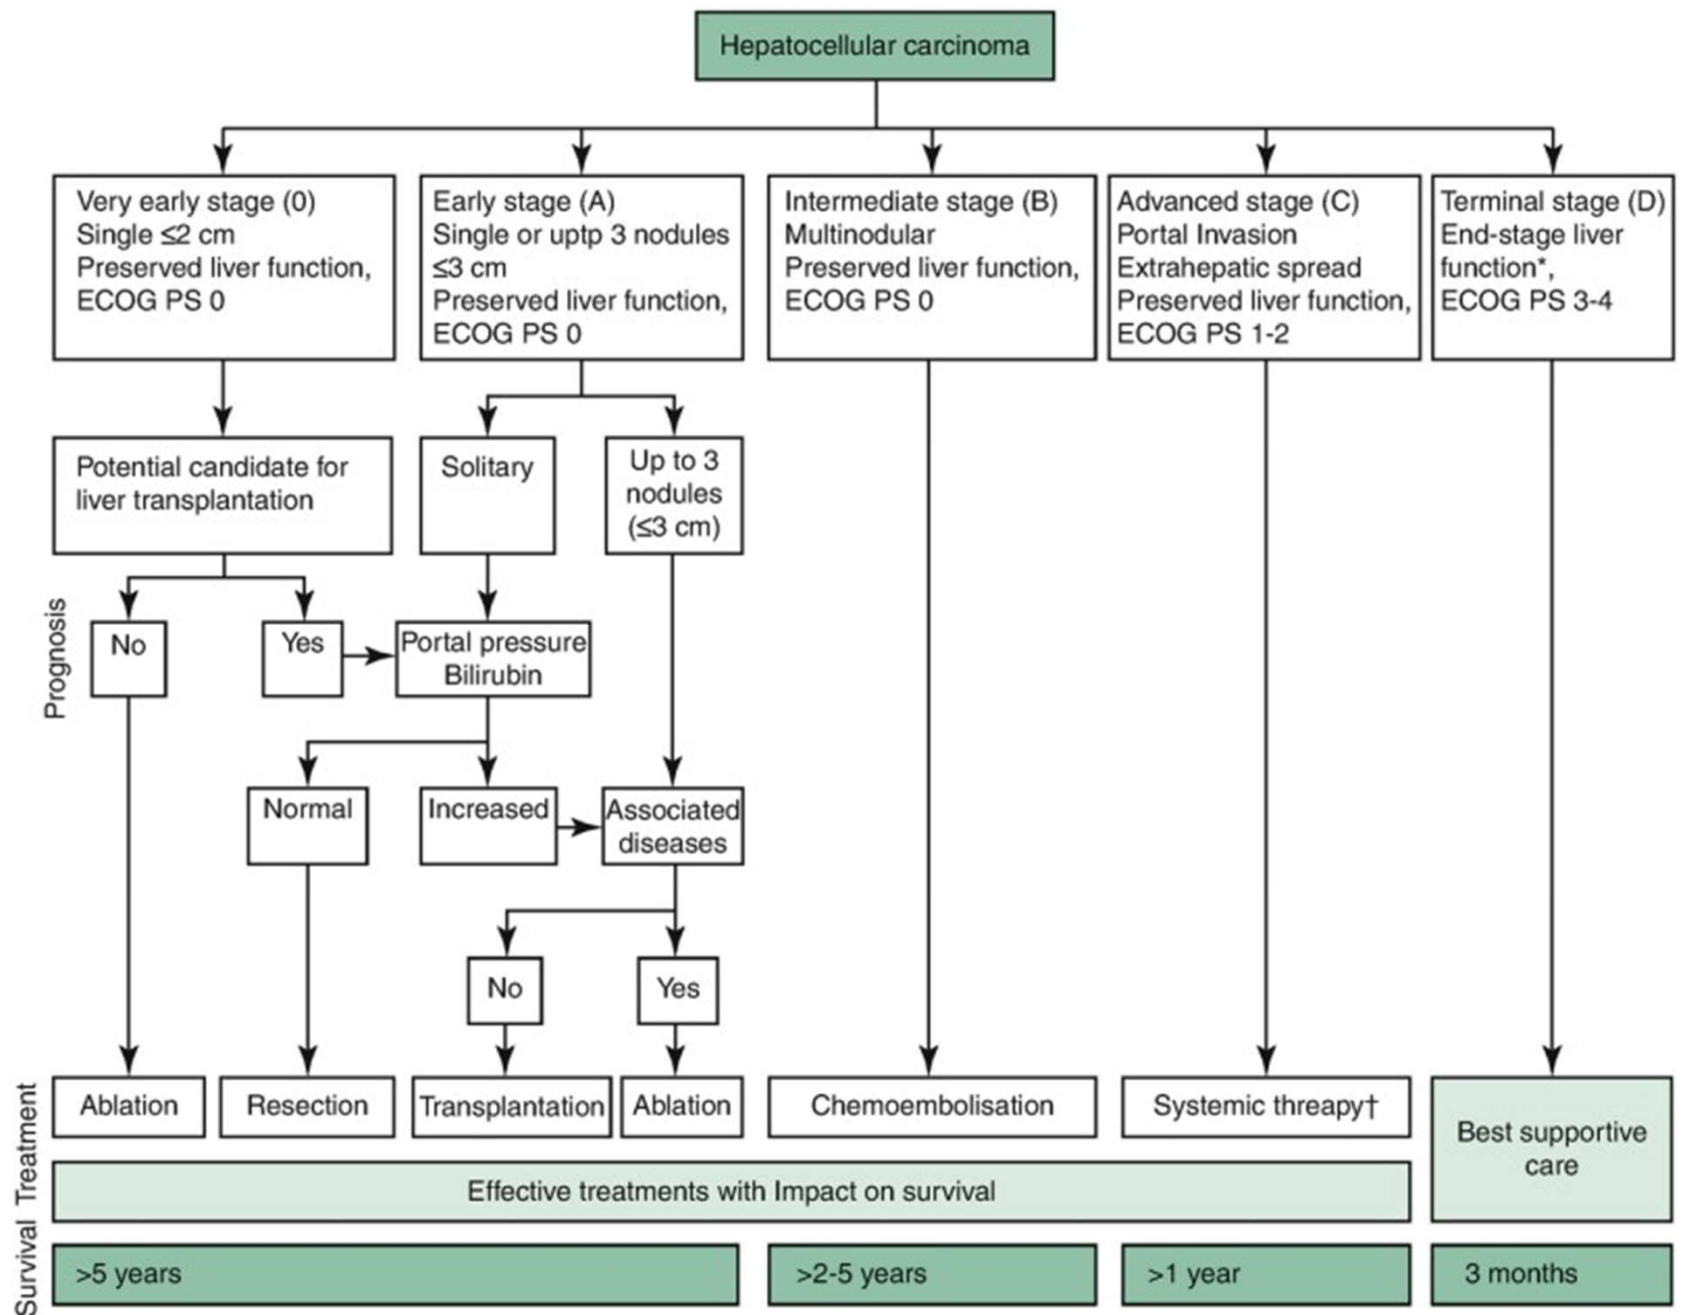 Hepatocellular carcinoma
Very early stage (0)
Single ≤2 cm
Preserved liver function,
ECOG PS 0
Early stage (A)
Single or uptp 3 nodules
≤3 cm
Preserved liver function,
ECOG PS 0
Intermediate stage (B)
Multinodular
Preserved liver function,
ECOG PS 0
Advanced stage (C)
Portal Invasion
Extrahepatic spread
Preserved liver function,
ECOG PS 1-2
Terminal stage (D)
End-stage liver
function*,
ECOG PS 3-4
Potential candidate for
liver transplantation
Solitary
Up to 3
nodules
(≤3 cm)
Prognosis
No
Yes
Portal pressure
Bilirubin
Normal
Increased
Associated
diseases
No
Yes
Treatment
Ablation
Resection
Transplantation
Ablation
Chemoembolisation
Systemic threapy†
Best supportive
care
Effective treatments with Impact on survival
Survival
>5 years
>2-5 years
>1 year
3 months